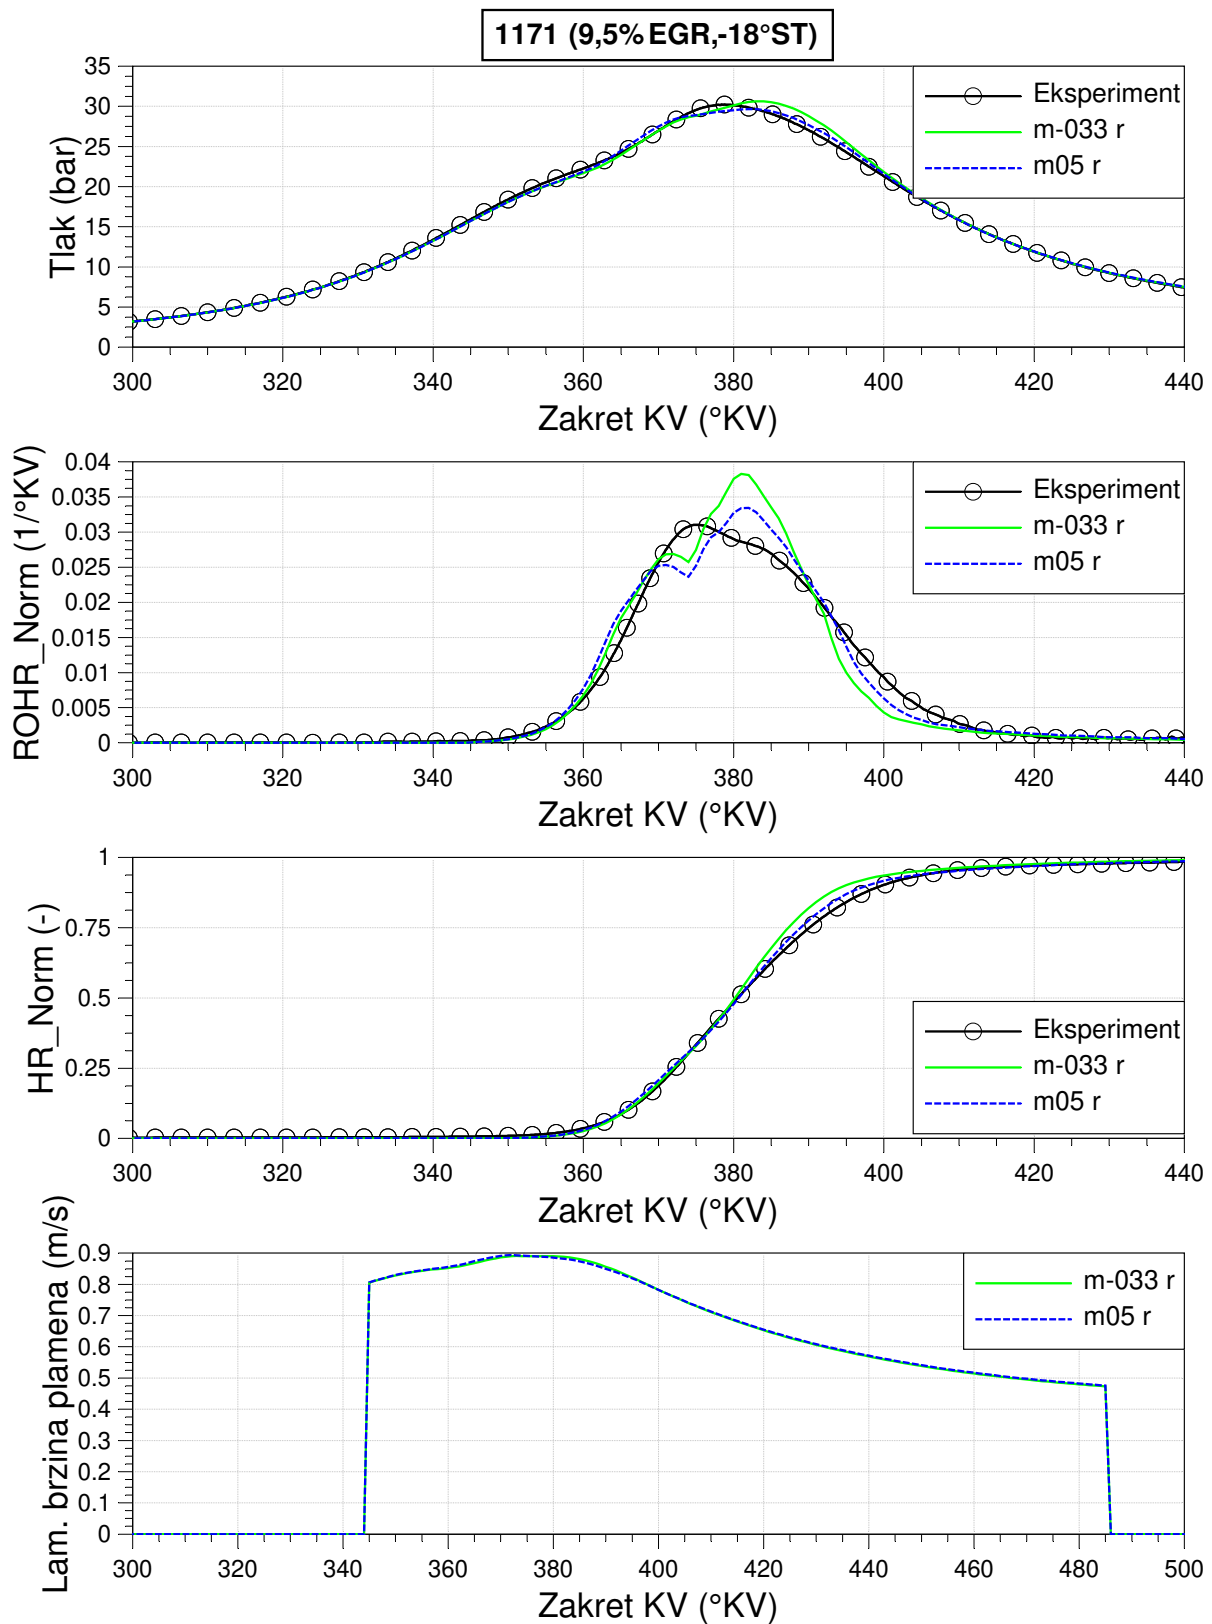 1171 (9,5% EGR,-18°ST)
Tlak (bar)
35
30
25
20
15
10
5
0
300 320 340 360 380 400 420 440
Zakret KV (°KV)
Eksperiment
m-033 r
m05 r
ROHR_Norm (1/°KV)
0.04
0.035
0.03
0.025
0.02
0.015
0.01
0.005
0
300 320 340 360 380 400 420 440
Zakret KV (°KV)
Eksperiment
m-033 r
m05 r
HR_Norm (-)
1
0.75
0.5
0.25
0
300 320 340 360 380 400 420 440
Zakret KV (°KV)
Eksperiment
m-033 r
m05 r
Lam. brzina plamena (m/s)
0.9
0.8
0.7
0.6
0.5
0.4
0.3
0.2
0.1
0
300 320 340 360 380 400 420 440 460 480 500
Zakret KV (°KV)
m-033 r
m05 r